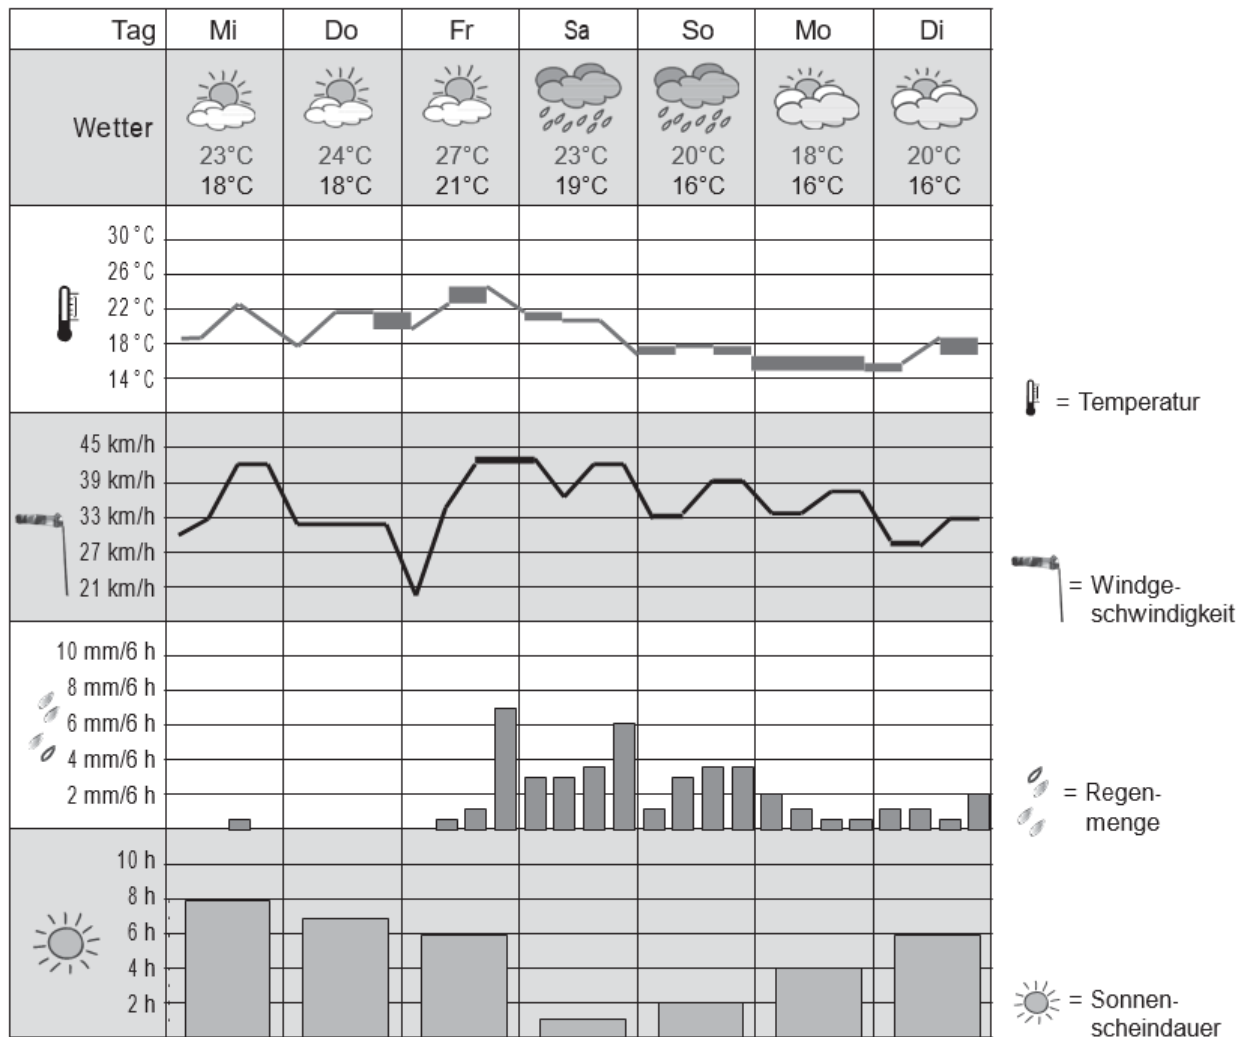 Tag Mi Do Fr Sa So Mo Di
Wetter
23°C 24°C 27°C 23°C 20°C 18°C 20°C
18°C 18°C 21°C 19°C 16°C 16°C 16°C
30°C
26°C
22°C
18°C
14°C
= Temperatur
45 km/h
39 km/h
33 km/h
27 km/h
21 km/h
= Windge-
schwindigkeit
10 mm/6 h
8 mm/6 h
6 mm/6 h
4 mm/6 h
2 mm/6 h
= Regen-
menge
10 h
8 h
6 h
4 h
2 h
= Sonnen-
scheindauer